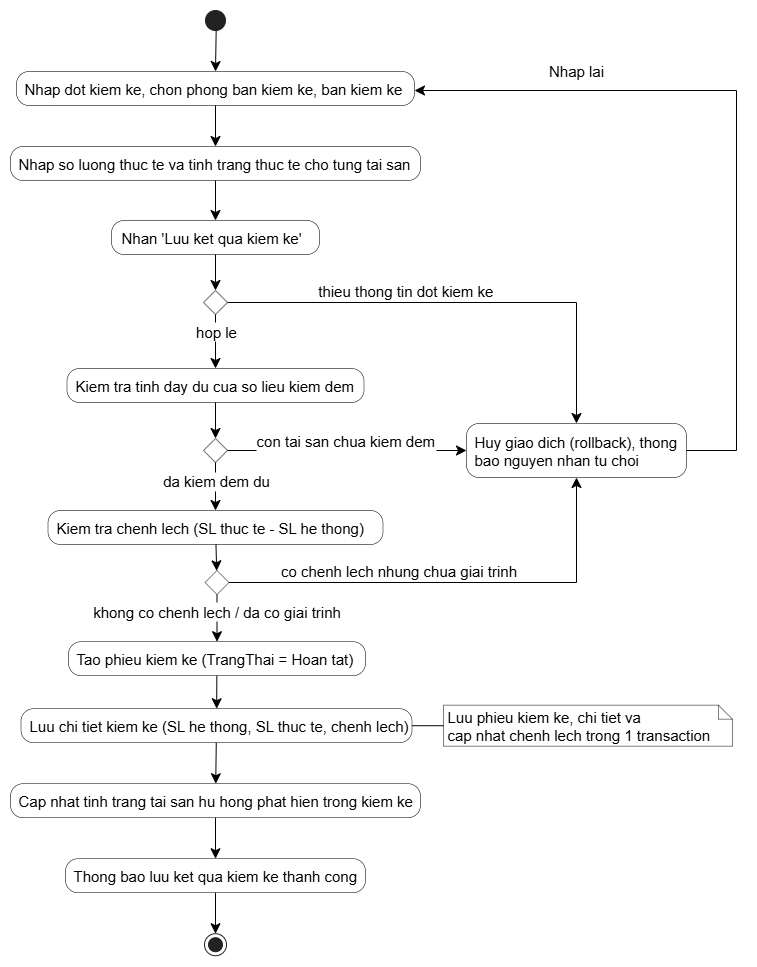 Nhap lai
Nhap dot kiem ke, chon phong ban kiem ke, ban kiem ke
Nhap so luong thuc te va tinh trang thuc te cho tung tai san
Nhan 'Luu ket qua kiem ke'
thieu thong tin dot kiem ke
hop le
Kiem tra tinh day du cua so lieu kiem dem
con tai san chua kiem dem
Huy giao dich (rollback), thong
bao nguyen nhan tu choi
da kiem dem du
Kiem tra chenh lech (SL thuc te - SL he thong)
co chenh lech nhung chua giai trinh
khong co chenh lech / da co giai trinh
Tao phieu kiem ke (TrangThai = Hoan tat)
Luu chi tiet kiem ke (SL he thong, SL thuc te, chenh lech)
Luu phieu kiem ke, chi tiet va
cap nhat chenh lech trong 1 transaction
Cap nhat tinh trang tai san hu hong phat hien trong kiem ke
Thong bao luu ket qua kiem ke thanh cong